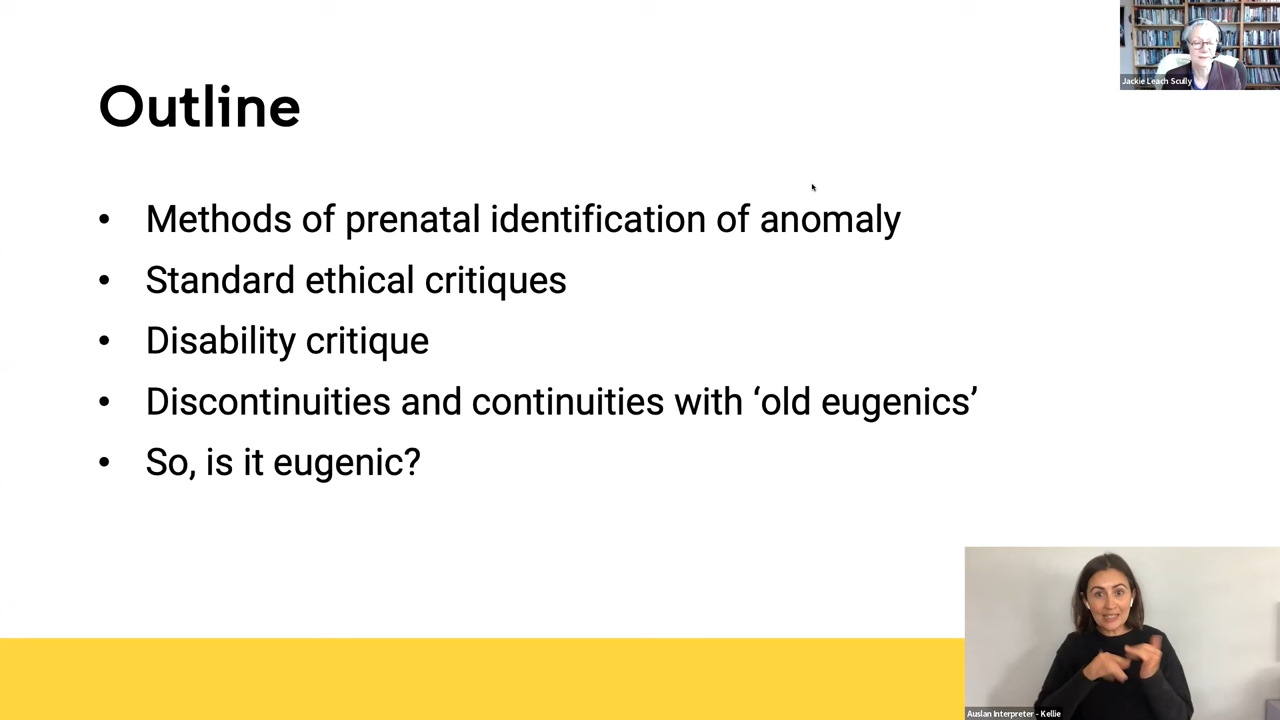 Jackie Leach Scully
Outline
• Methods of prenatal identification of anomaly
• Standard ethical critiques
• Disability critique
• Discontinuities and continuities with ‘old eugenics’
• So, is it eugenic?
Auslan Interpreter - Kellie